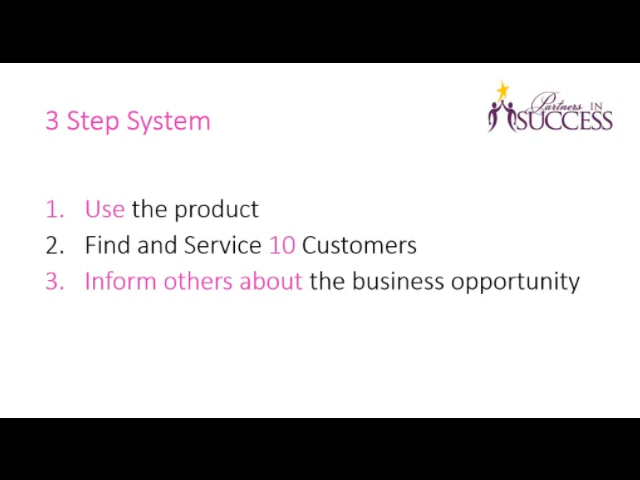 Partners IN
SUCCESS
3 Step System
1. Use the product
2. Find and Service 10 Customers
3. Inform others about the business opportunity